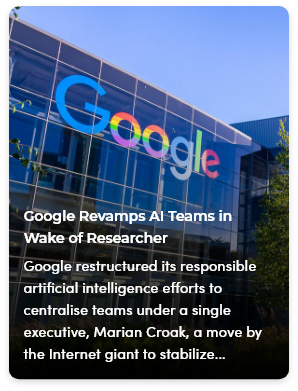 Google
Google Revamps AI Teams in
Wake of Researcher
Google restructured its responsible
artificial intelligence efforts to
centralise teams under a single
executive, Marian Croak, a move by
the Internet giant to stabilize...